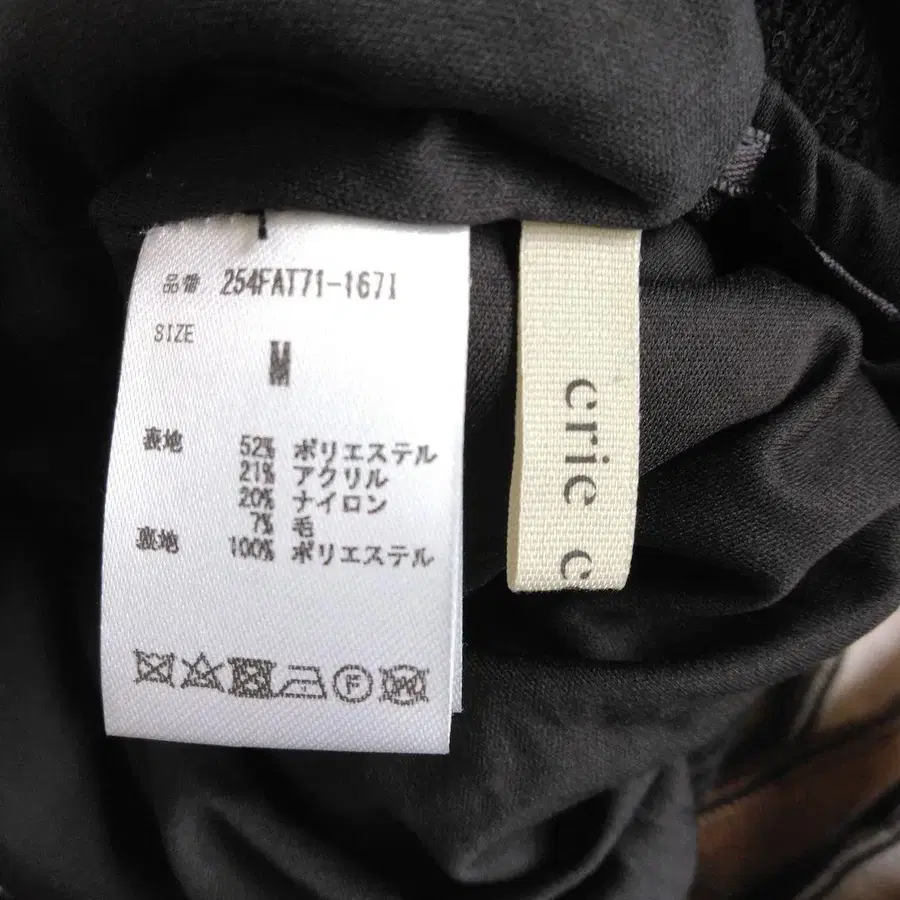 品番 254FAT71-167I
SIZE
M
表地 52% ポリエステル
21% アクリル
20% ナイロン
7% 毛
裏地 100% ポリエステル
F
W
crie c